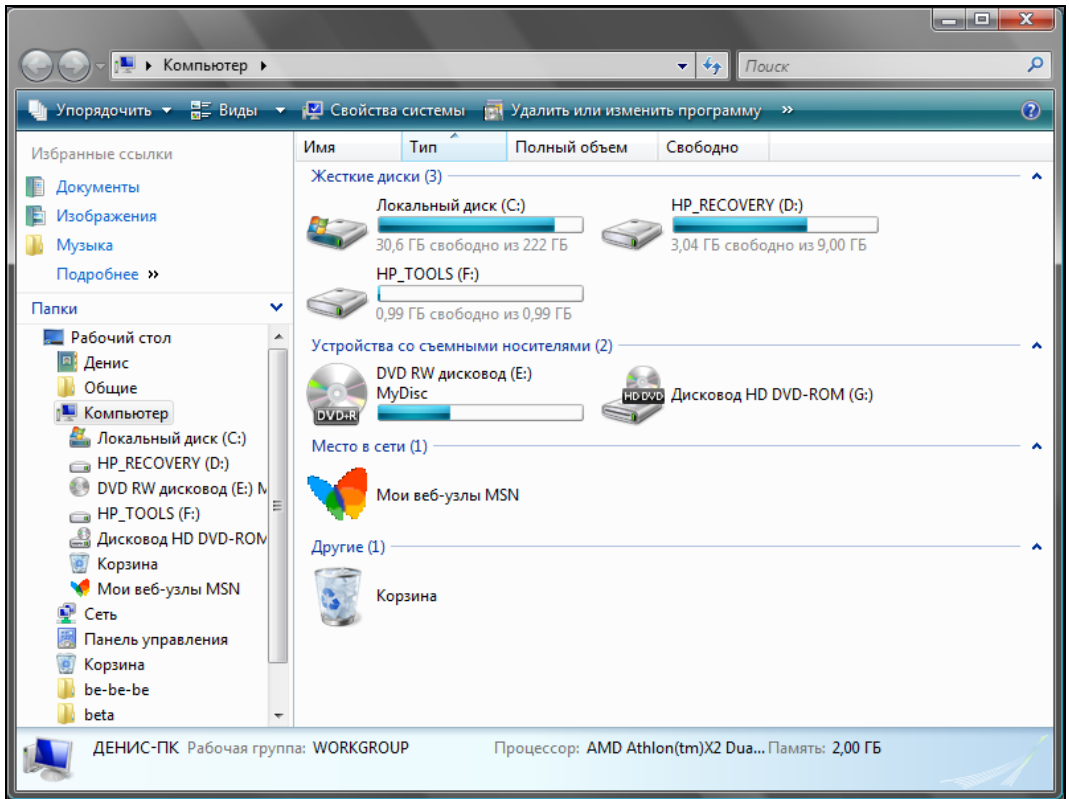 Компьютер
Поиск
Упорядочить Виды Свойства системы Удалить или изменить программу »
Избранные ссылки
Документы
Изображения
Музыка
Подробнее »
Папки
Рабочий стол
Денис
Общие
Компьютер
Локальный диск (C:)
HP_RECOVERY (D:)
DVD RW дисковод (E:) M
HP_TOOLS (F:)
Дисковод HD DVD-ROM
Корзина
Мои веб-узлы MSN
Сеть
Панель управления
Корзина
be-be-be
beta
Имя Тип Полный объем Свободно
Жесткие диски (3)
Локальный диск (C:)
30,6 ГБ свободно из 222 ГБ
HP_RECOVERY (D:)
3,04 ГБ свободно из 9,00 ГБ
HP_TOOLS (F:)
0,99 ГБ свободно из 0,99 ГБ
Устройства со съемными носителями (2)
DVD RW дисковод (E:)
MyDisc
DVD+R
HD DVD
Дисковод HD DVD-ROM (G:)
Место в сети (1)
Мои веб-узлы MSN
Другие (1)
Корзина
ДЕНИС-ПК Рабочая группа: WORKGROUP Процессор: AMD Athlon(tm)X2 Dua... Память: 2,00 ГБ